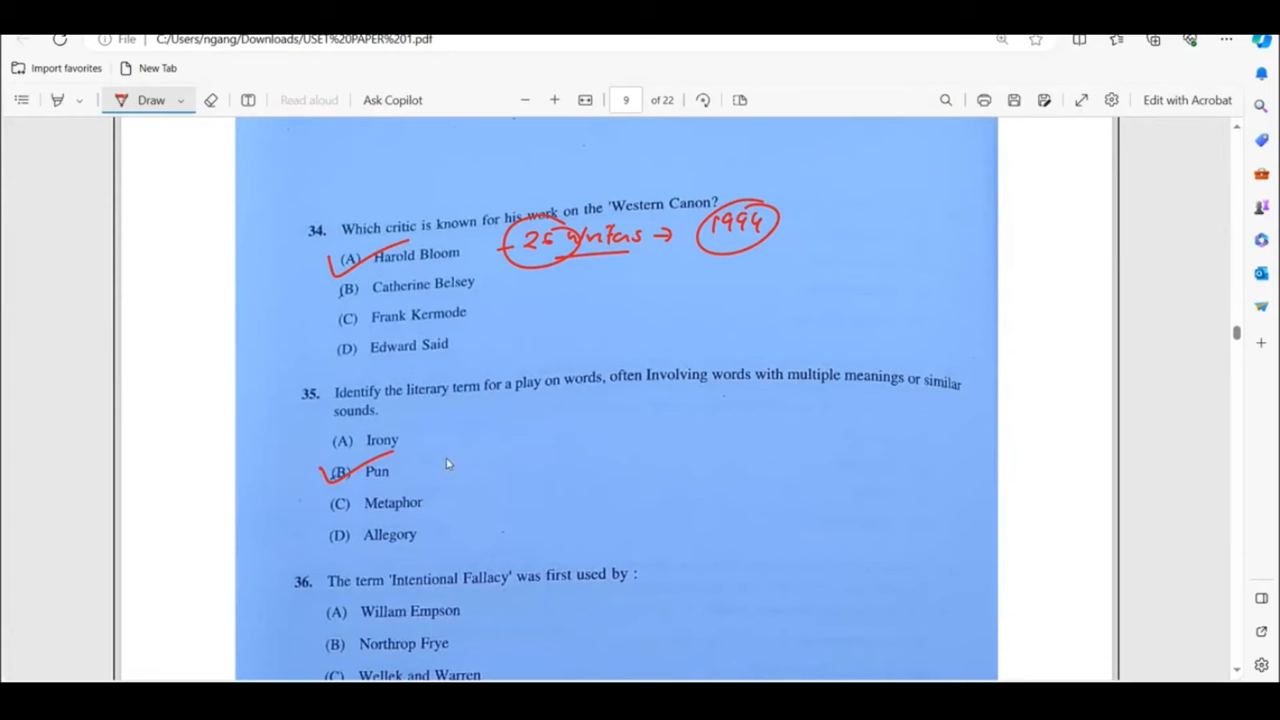 File
C:/Users/ngang/Downloads/USET%20PAPER%201.pdf
Import favorites
New Tab
Draw
Read aloud
Ask Copilot
9
of 22
Edit with Acrobat
34. Which critic is known for his work on the 'Western Canon?
(A) Harold Bloom
1994
(B) Catherine Belsey
(C) Frank Kermode
(D) Edward Said
35. Identify the literary term for a play on words, often Involving words with multiple meanings or similar
sounds.
(A) Irony
(B) Pun
(C) Metaphor
(D) Allegory
36. The term 'Intentional Fallacy' was first used by :
(A) Willam Empson
(B) Northrop Frye
(C) Wellek and Warren